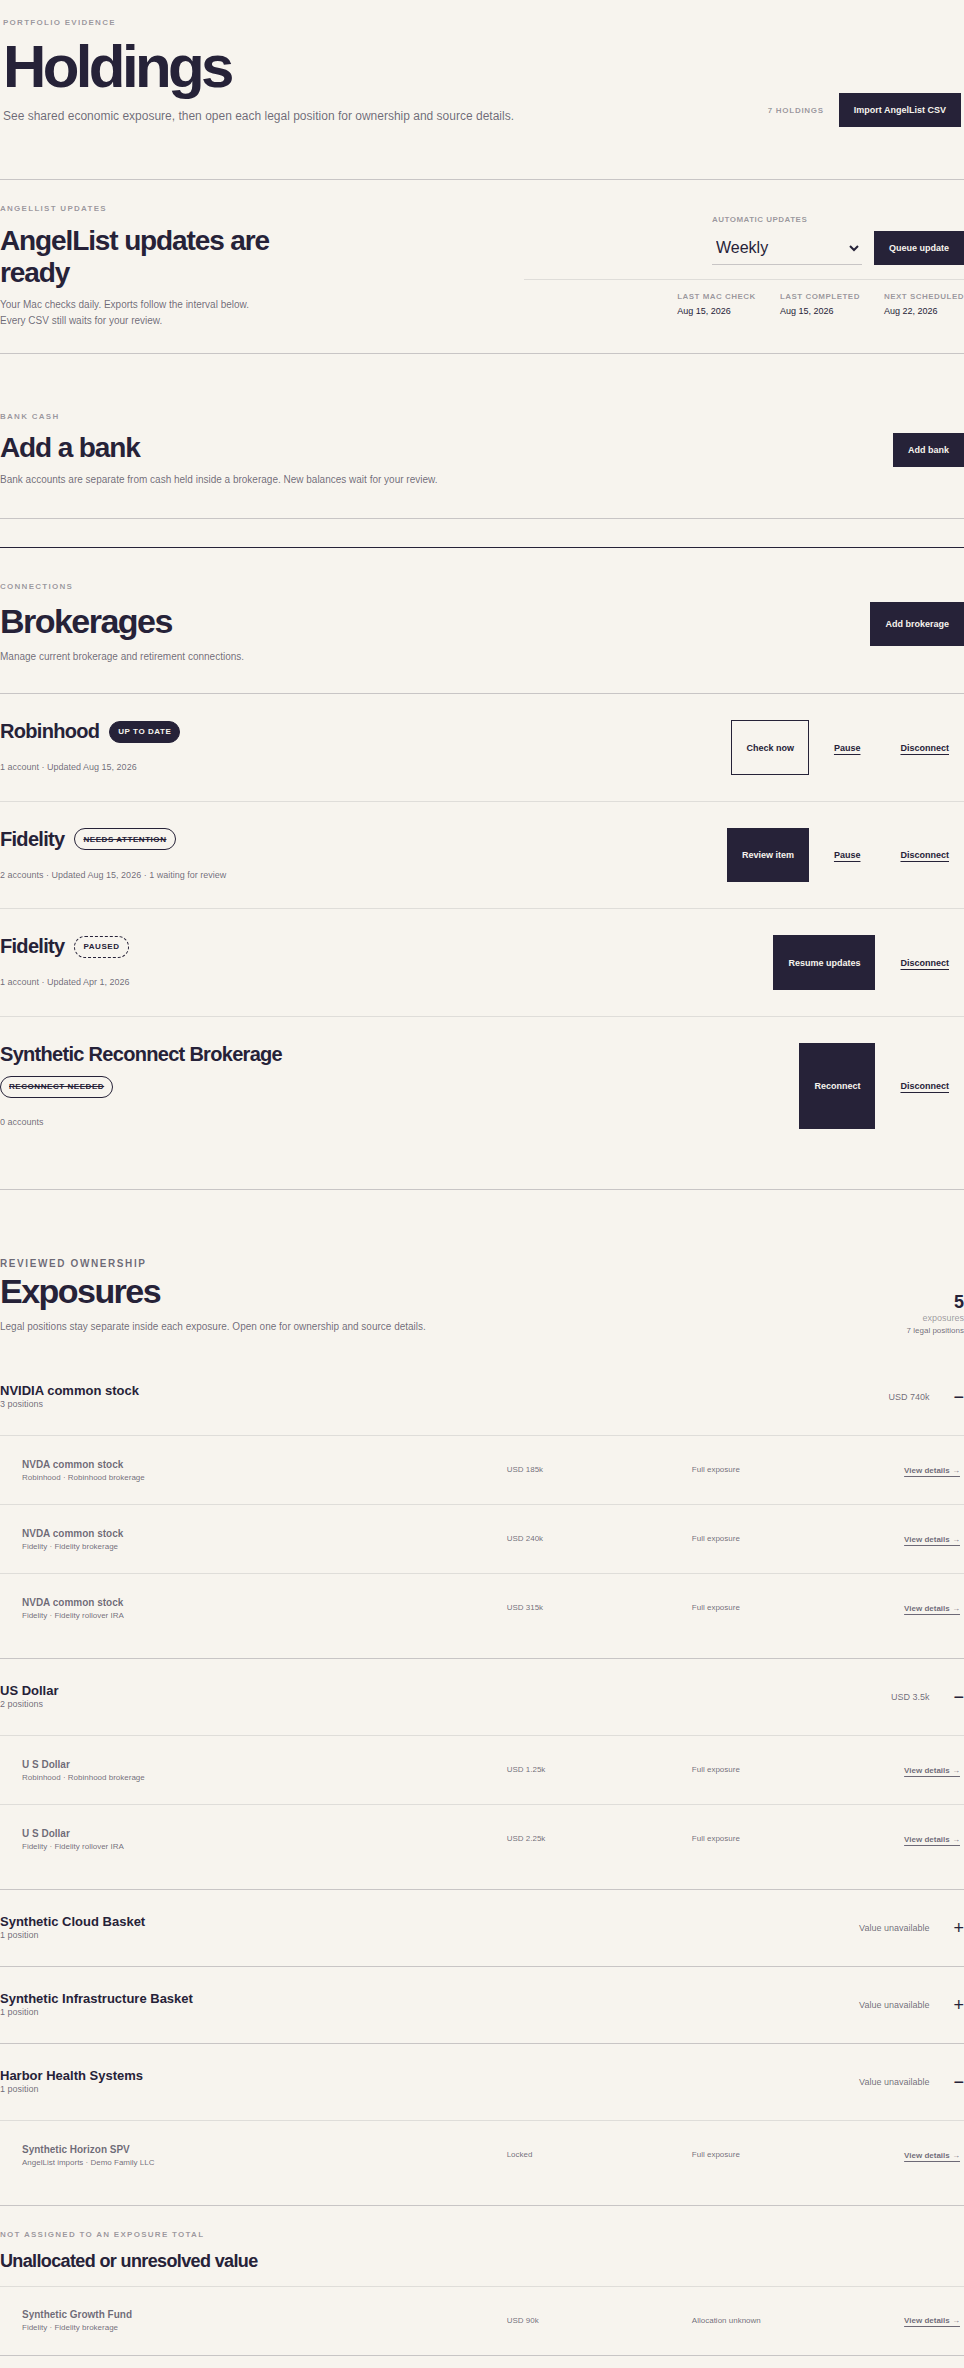 PORTFOLIO EVIDENCE
Holdings
See shared economic exposure, then open each legal position for ownership and source details.
7 HOLDINGS
Import AngelList CSV
ANGELLIST UPDATES
AngelList updates are
ready
Your Mac checks daily. Exports follow the interval below.
Every CSV still waits for your review.
AUTOMATIC UPDATES
Weekly
Queue update
LAST MAC CHECK LAST COMPLETED NEXT SCHEDULED
Aug 15, 2026 Aug 15, 2026 Aug 22, 2026
BANK CASH
Add a bank
Bank accounts are separate from cash held inside a brokerage. New balances wait for your review.
Add bank
CONNECTIONS
Brokerages
Manage current brokerage and retirement connections.
Add brokerage
Robinhood UP TO DATE
1 account · Updated Aug 15, 2026
Check now Pause Disconnect
Fidelity NEEDS ATTENTION
2 accounts · Updated Aug 15, 2026 · 1 waiting for review
Review item Pause Disconnect
Fidelity PAUSED
1 account · Updated Apr 1, 2026
Resume updates Disconnect
Synthetic Reconnect Brokerage
RECONNECT NEEDED
0 accounts
Reconnect Disconnect
REVIEWED OWNERSHIP
Exposures
Legal positions stay separate inside each exposure. Open one for ownership and source details.
5
exposures
7 legal positions
NVIDIA common stock
3 positions
USD 740k −
NVDA common stock
Robinhood · Robinhood brokerage
USD 185k Full exposure View details →
NVDA common stock
Fidelity · Fidelity brokerage
USD 240k Full exposure View details →
NVDA common stock
Fidelity · Fidelity rollover IRA
USD 315k Full exposure View details →
US Dollar
2 positions
USD 3.5k −
U S Dollar
Robinhood · Robinhood brokerage
USD 1.25k Full exposure View details →
U S Dollar
Fidelity · Fidelity rollover IRA
USD 2.25k Full exposure View details →
Synthetic Cloud Basket
1 position
Value unavailable +
Synthetic Infrastructure Basket
1 position
Value unavailable +
Harbor Health Systems
1 position
Value unavailable −
Synthetic Horizon SPV
AngelList imports · Demo Family LLC
Locked Full exposure View details →
NOT ASSIGNED TO AN EXPOSURE TOTAL
Unallocated or unresolved value
Synthetic Growth Fund
Fidelity · Fidelity brokerage
USD 90k Allocation unknown View details →